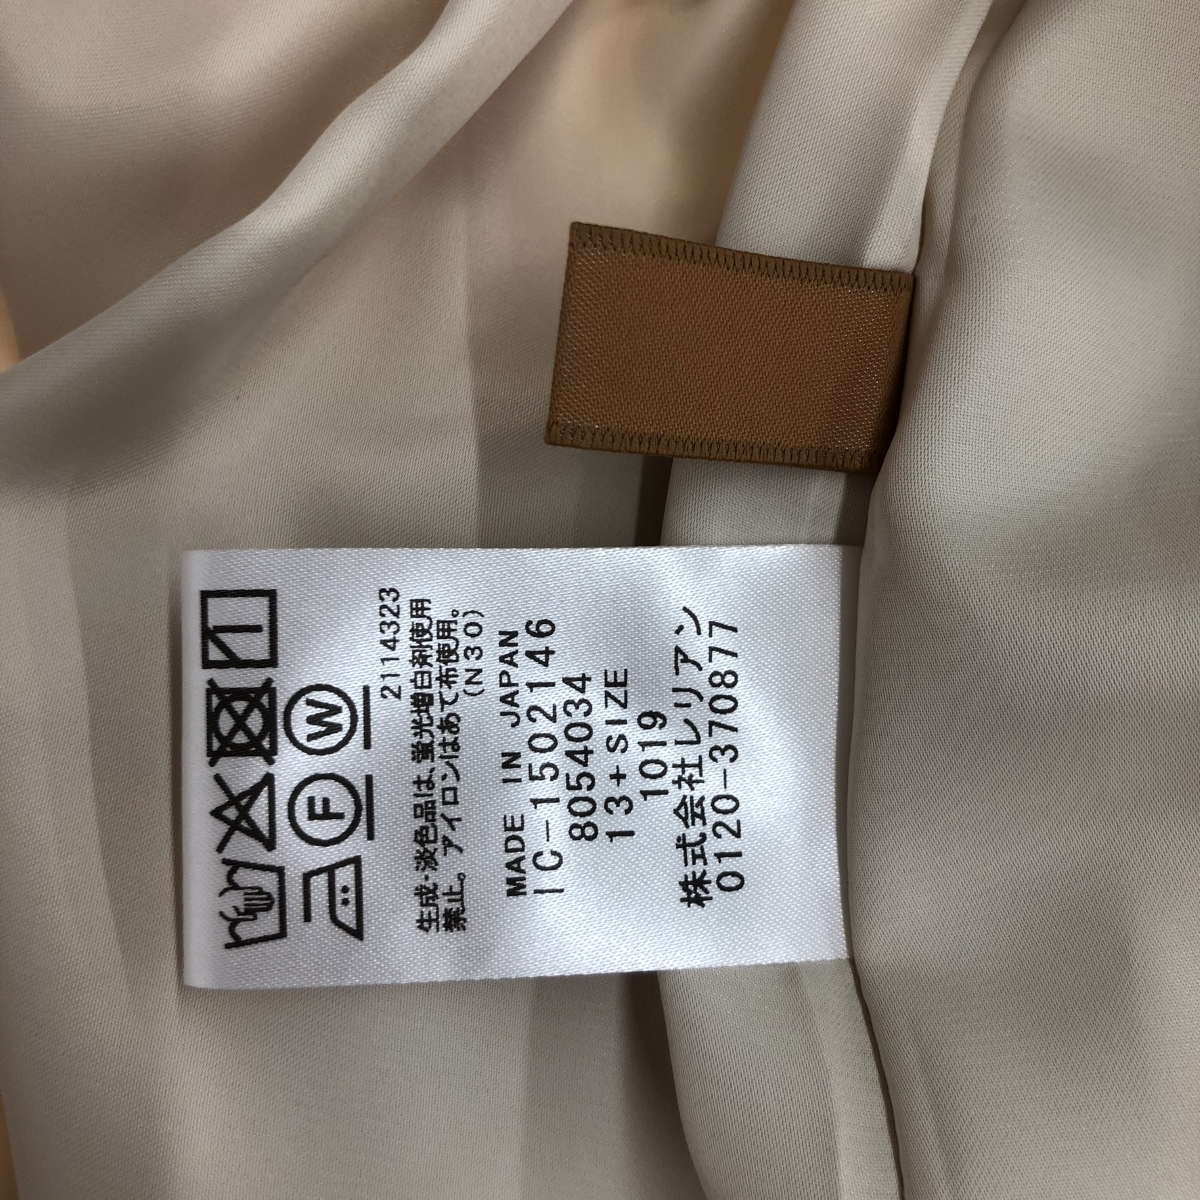 W
F
2114323
生成・淡色品は、蛍光増白剤使用
禁止。アイロンはあて布使用。
(N30)
MADE IN JAPAN
IC-1502146
8054034
13+SIZE
1019
株式会社レリアン
0120-370877